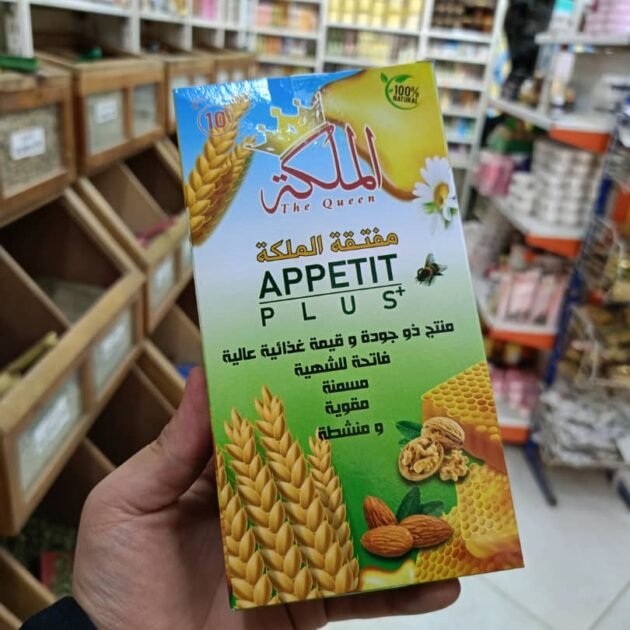 10
100%
NATURAL
الملكة
The Queen
مفتقة الملكة
APPETIT
PLUS+
منتج ذو جودة و قيمة غذائية عالية
فاتحة للشهية
مسمنة
مقوية
و منشطة